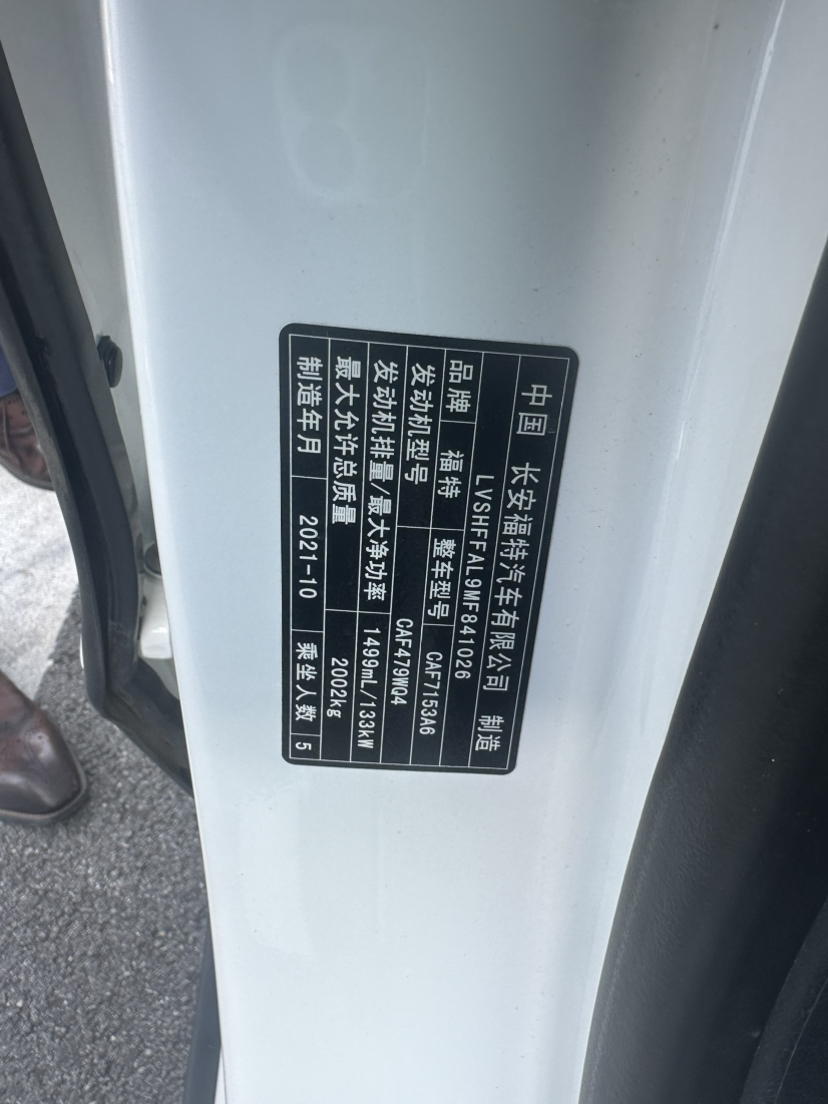 中国 长安福特汽车有限公司 制造
LVSHFFAL9MF841026
品牌 福特 整车型号 CAF7153A6
发动机型号 CAF479WQ4
发动机排量/最大净功率 1499mL/133kW
最大允许总质量 2002kg
制造年月 2021-10 乘坐人数 5